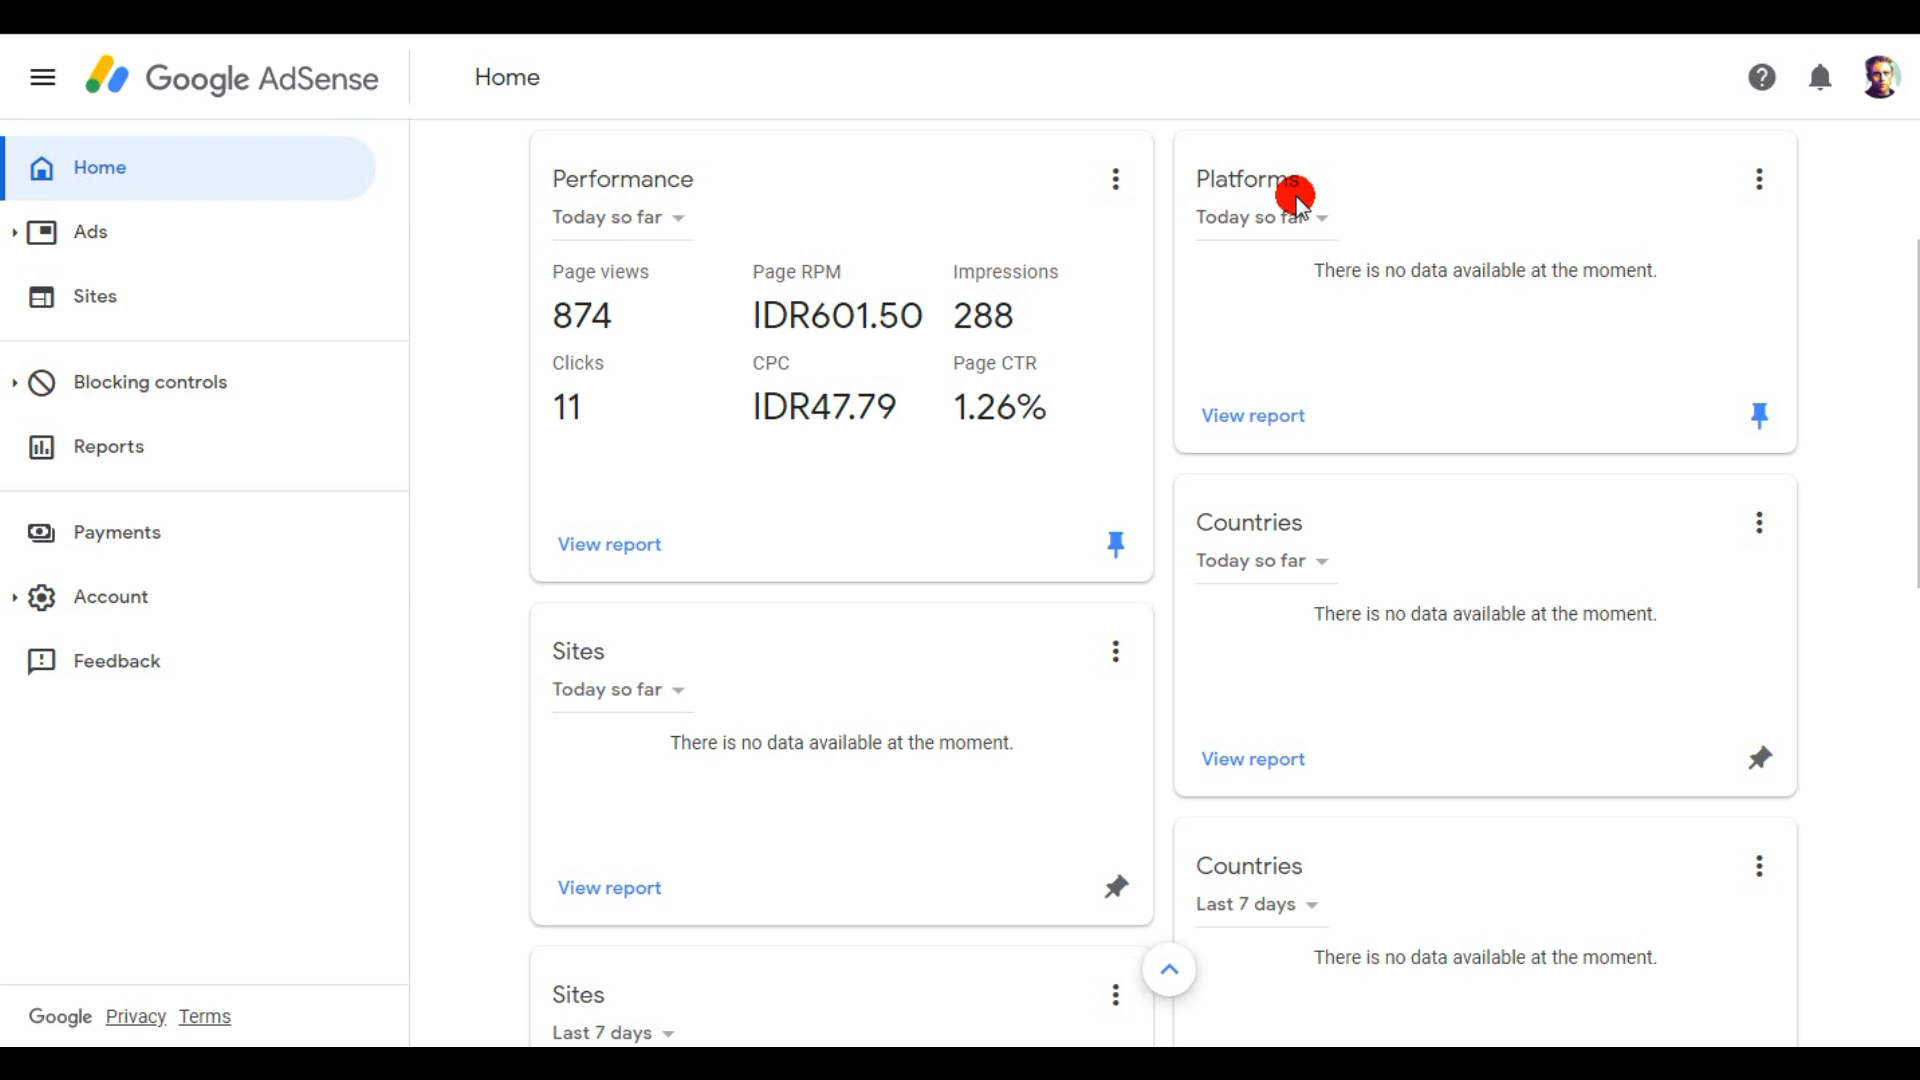 Google AdSense
Home
Home
Ads
Sites
Blocking controls
Reports
Payments
Account
Feedback
Google Privacy Terms
Performance
Today so far
Page views Page RPM Impressions
874 IDR601.50 288
Clicks CPC Page CTR
11 IDR47.79 1.26%
View report
Sites
Today so far
There is no data available at the moment.
View report
Sites
Last 7 days
Platforms
Today so far
There is no data available at the moment.
View report
Countries
Today so far
There is no data available at the moment.
View report
Countries
Last 7 days
There is no data available at the moment.